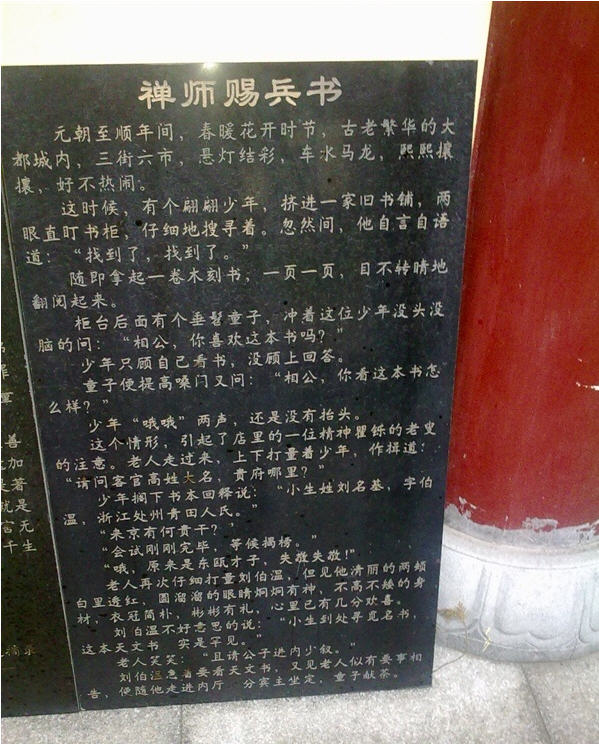 禅师赐兵书
元朝至顺年间，春暖花开时节，古老繁华的大
都城内，三街六市，悬灯结彩，车水马龙，熙熙攘
攘，好不热闹。
这时候，有个翩翩少年，挤进一家旧书铺，两
眼直盯书柜，仔细地搜寻着。忽然间，他自言自语
道：“找到了，找到了。”
随即拿起一卷木刻书，一页一页，目不转睛地
翻阅起来。
柜台后面有个垂髫童子，冲着这位少年没头没
脑的问：“相公，你喜欢这本书吗？”
少年只顾自己看书，没顾上回答。
童子便提高嗓门又问：“相公，你看这本书怎
么样？”
少年“哦哦”两声，还是没有抬头。
这个情形，引起了店里的一位精神瞿铄的老叟
的注意。老人走过来，上下打量着少年，作揖道：
“请问客官高姓大名，贵府哪里？”
少年搁下书本回释说：“小生姓刘名基，字伯
温，浙江处州青田人氏。”
“来京有何贵干？”
“会试刚刚完毕，等候揭榜。”
“哦，原来是东瓯才子，失敬失敬！”
老人再次仔细打量刘伯温，但见他清丽的两颊
白里透红，圆溜溜的眼睛炯炯有神，不高不矮的身
材，衣冠简朴，彬彬有礼，心里已有几分欢喜。
刘伯温不好意思的说：“小生到处寻觅名书，
这本天文书 实是罕见。”
老人笑笑：“且请公子进内少叙。”
刘伯温急着要看天文书，又见老人似有要事相
告，便随他走进内厅 分宾主坐定 童子献茶。
善
加
是著
就是
宫无
千生
摘录